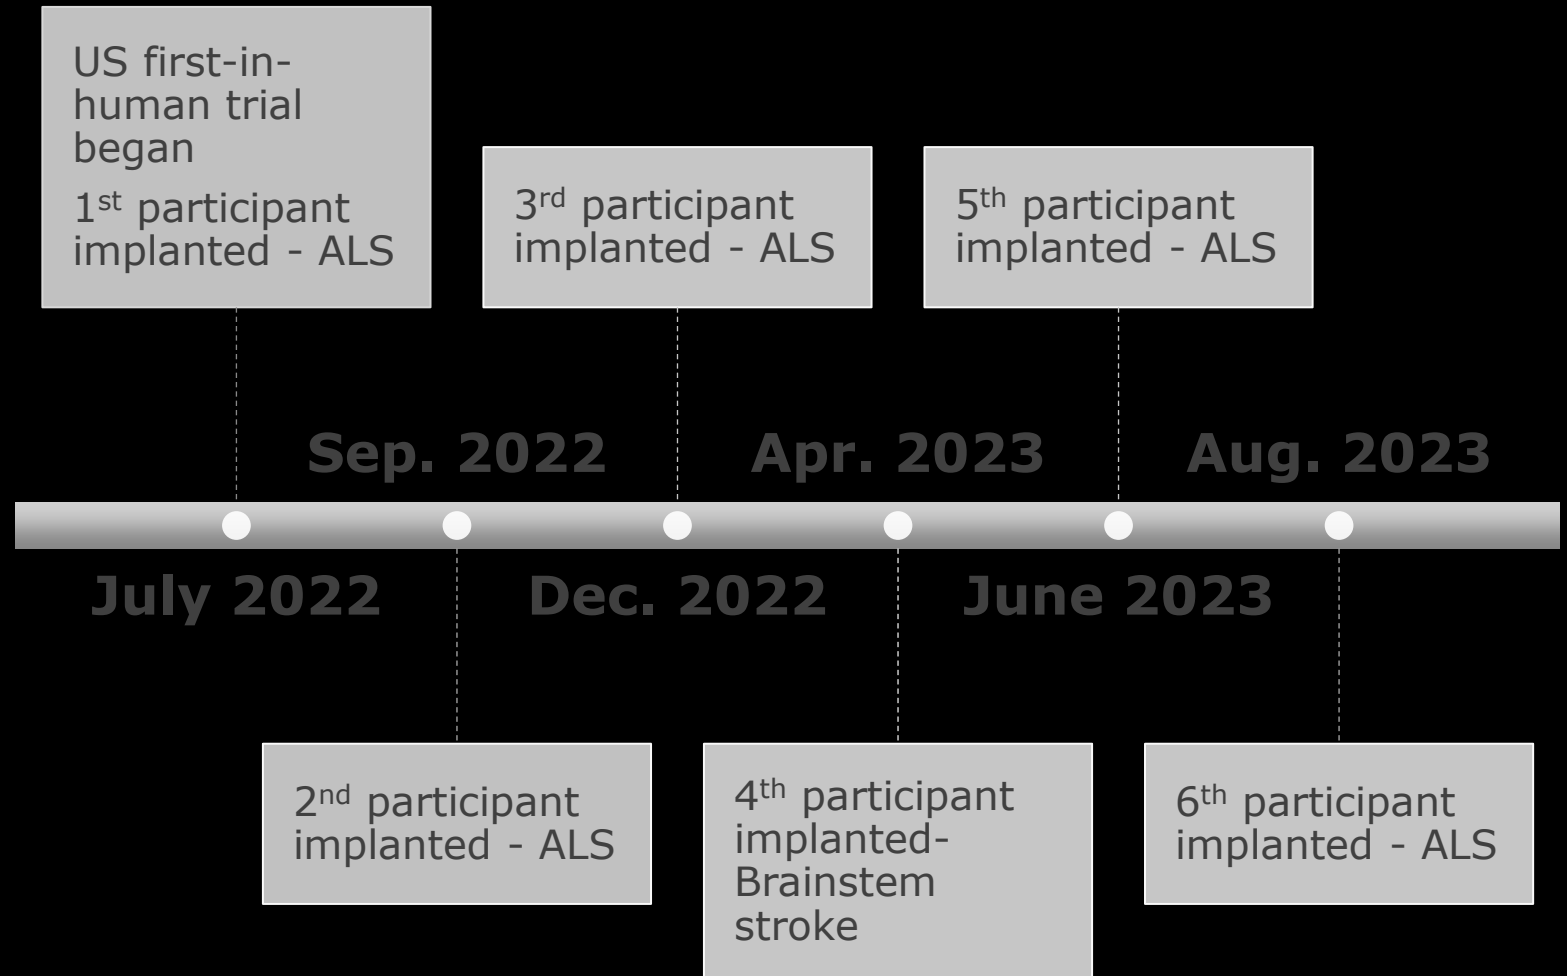 US first-in-
human trial
began
1st participant
implanted - ALS
3rd participant
implanted - ALS
5th participant
implanted - ALS
Sep. 2022
Apr. 2023
Aug. 2023
July 2022
Dec. 2022
June 2023
2nd participant
implanted - ALS
4th participant
implanted-
Brainstem
stroke
6th participant
implanted - ALS